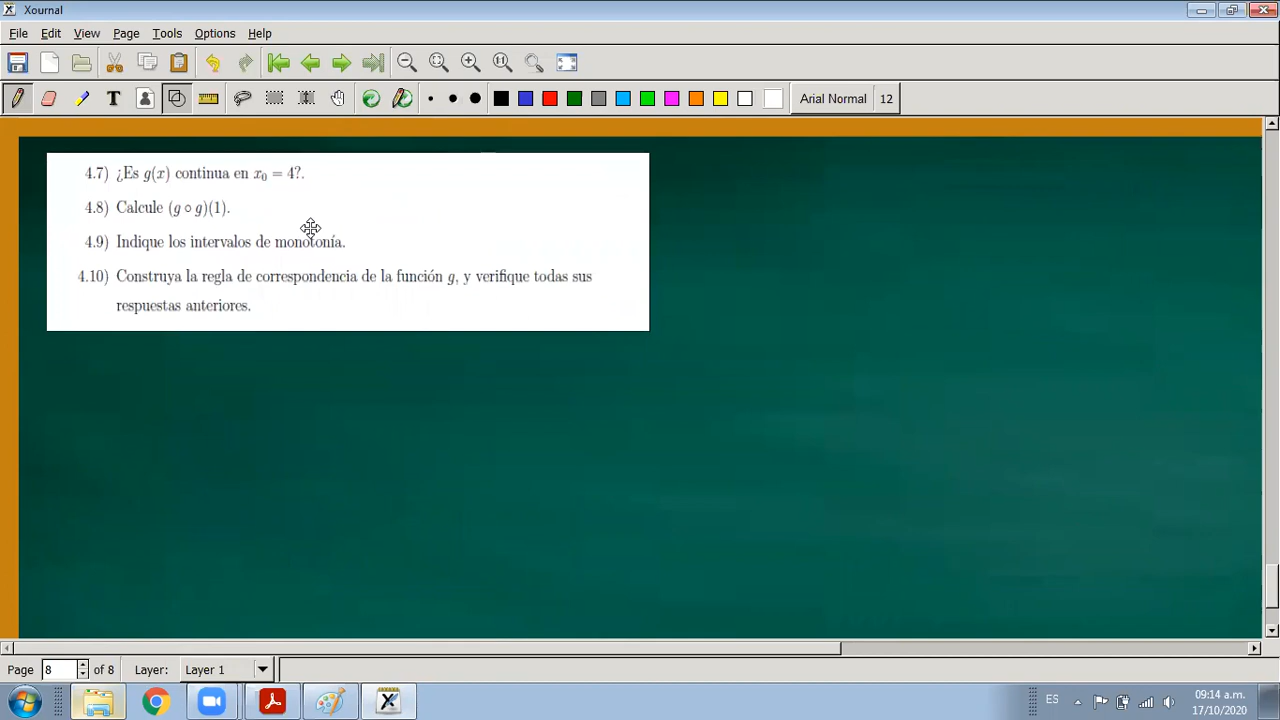 Xournal
File Edit View Page Tools Options Help
T Arial Normal 12
4.7) ¿Es g(x) continua en x₀ = 4?.
4.8) Calcule (g ∘ g)(1).
4.9) Indique los intervalos de monotonía.
4.10) Construya la regla de correspondencia de la función g, y verifique todas sus
respuestas anteriores.
Page 8 of 8 Layer: Layer 1
ES 09:14 a.m.
17/10/2020